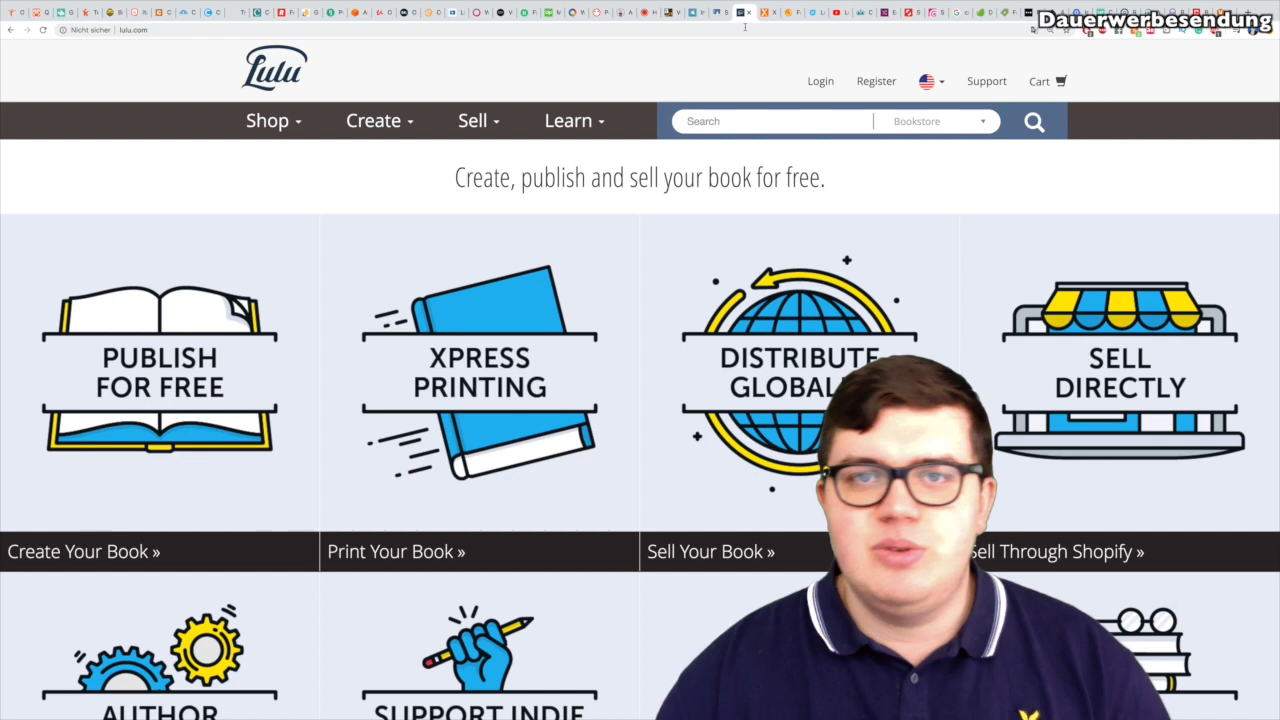 Dauerwerbesendung
Nicht sicher | lulu.com
Lulu
Login
Register
Support
Cart
Shop
Create
Sell
Learn
Search
Bookstore
Create, publish and sell your book for free.
PUBLISH
FOR FREE
XPRESS
PRINTING
DISTRIBUTE
GLOBAL
SELL
DIRECTLY
Create Your Book »
Print Your Book »
Sell Your Book »
Sell Through Shopify »
AUTHOR
SUPPORT INDIE